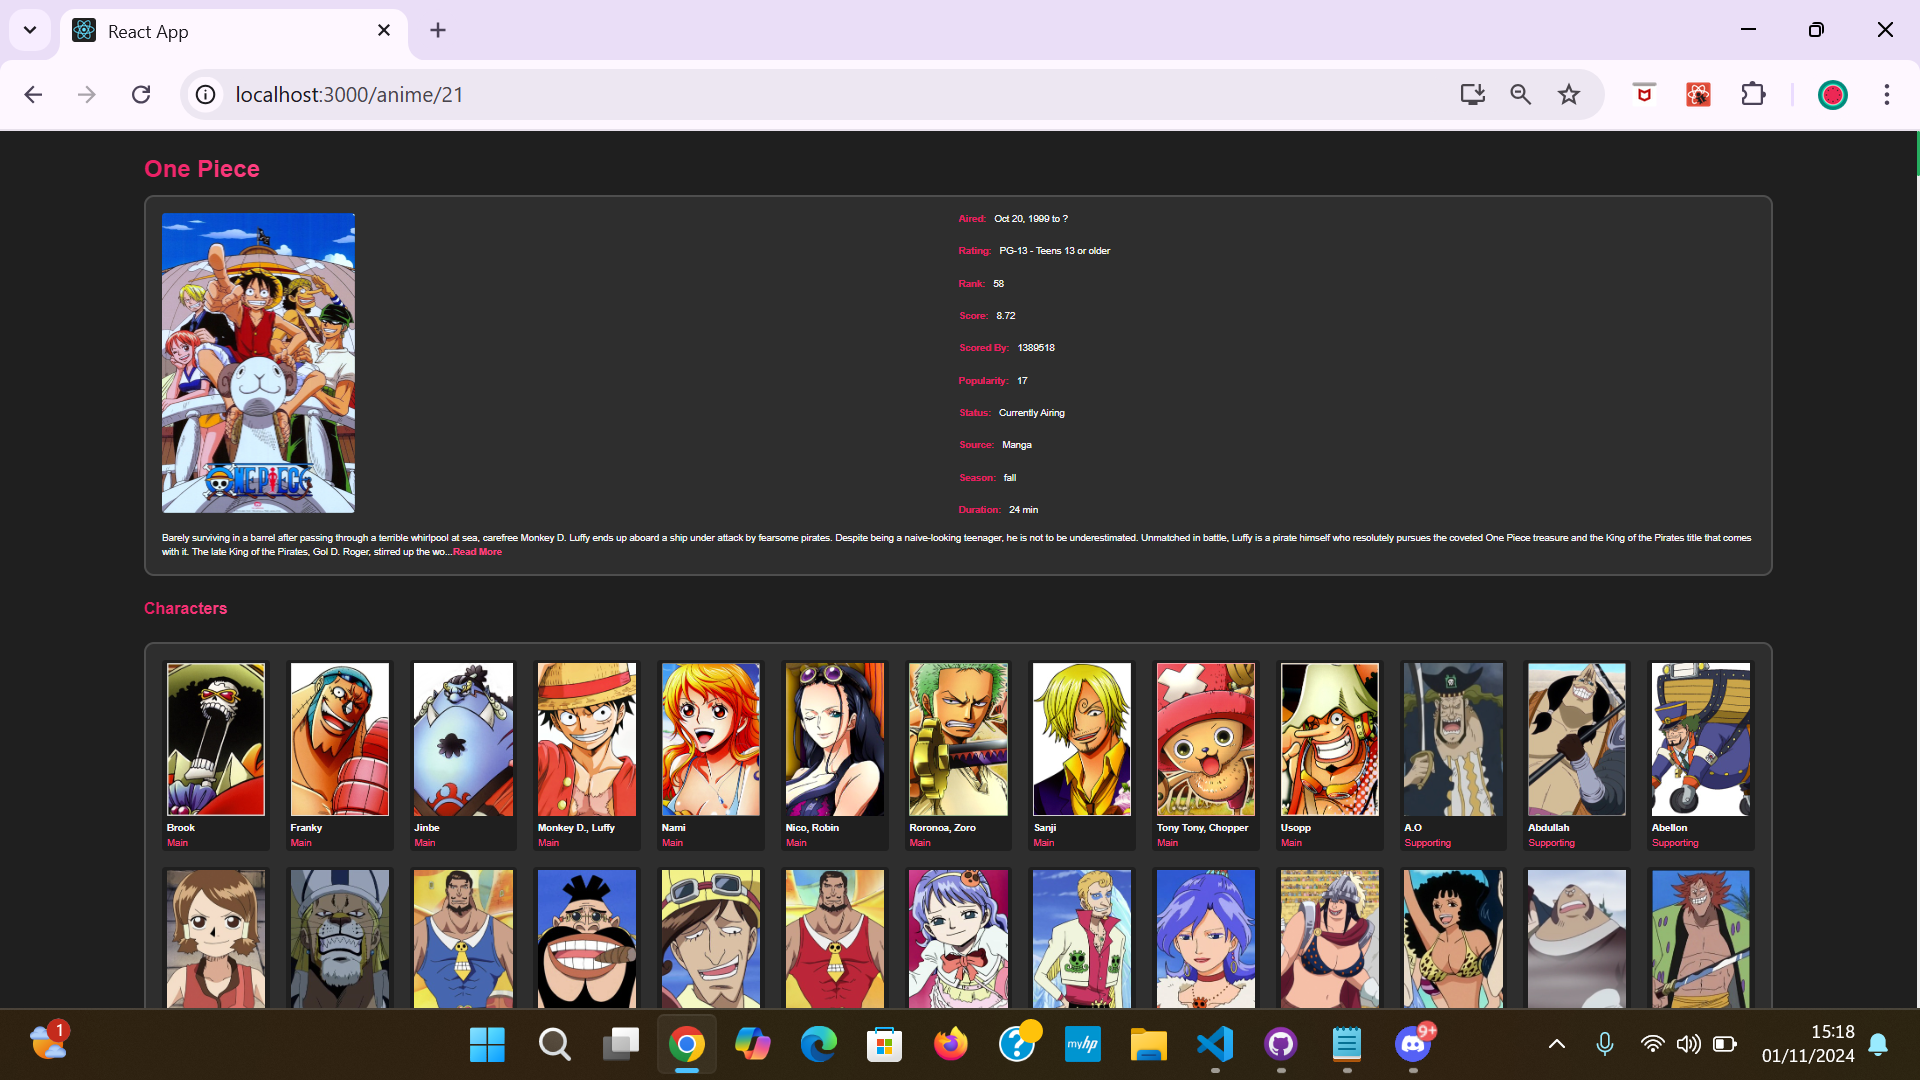 React App
localhost:3000/anime/21
One Piece
Aired: Oct 20, 1999 to ?
Rating: PG-13 - Teens 13 or older
Rank: 58
Score: 8.72
Scored By: 1389518
Popularity: 17
Status: Currently Airing
Source: Manga
Season: fall
Duration: 24 min
ONE PIECE
Barely surviving in a barrel after passing through a terrible whirlpool at sea, carefree Monkey D. Luffy ends up aboard a ship under attack by fearsome pirates. Despite being a naive-looking teenager, he is not to be underestimated. Unmatched in battle, Luffy is a pirate himself who resolutely pursues the coveted One Piece treasure and the King of the Pirates title that comes
with it. The late King of the Pirates, Gol D. Roger, stirred up the wo...Read More
Characters
Brook
Main
Franky
Main
Jinbe
Main
Monkey D., Luffy
Main
Nami
Main
Nico, Robin
Main
Roronoa, Zoro
Main
Sanji
Main
Tony Tony, Chopper
Main
Usopp
Main
A.O
Supporting
Abdullah
Supporting
Abellon
Supporting
1
myhp
9+
15:18
01/11/2024